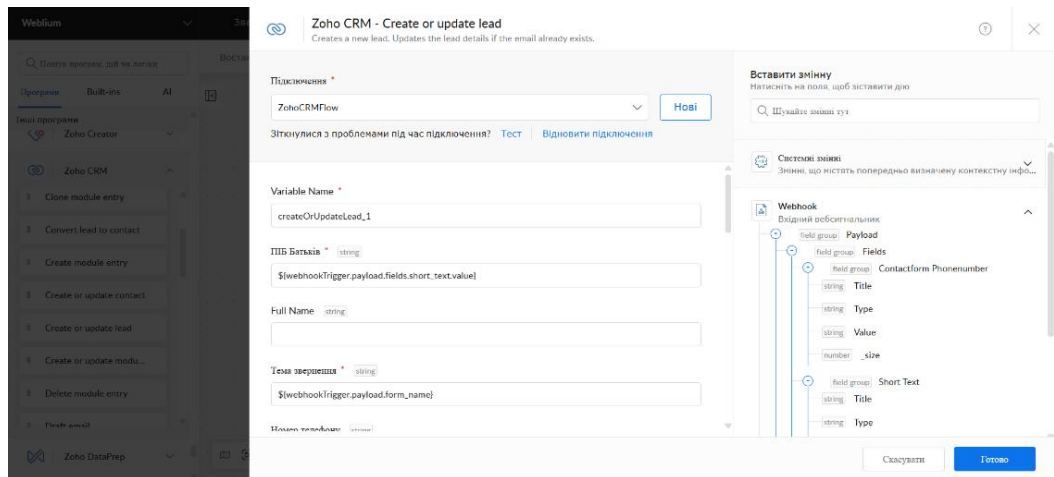 Weblium
Пошук програм, дій чи логіки
Програми Built-ins AI
Інші програми
Zoho Creator
Zoho CRM
Clone module entry
Convert lead to contact
Create module entry
Create or update contact
Create or update lead
Create or update modu...
Delete module entry
Draft email
Zoho DataPrep
Zoho CRM - Create or update lead
Creates a new lead. Updates the lead details if the email already exists.
Підключення *
ZohoCRMFlow
Нові
Зіткнулися з проблемами під час підключення? Тест Відновити підключення
Variable Name *
createOrUpdateLead_1
ПІБ Батьків * string
${webhookTrigger.payload.fields.short_text.value}
Full Name string
Тема звернення * string
${webhookTrigger.payload.form_name}
Номер телефону string
Вставити змінну
Натисніть на поля, щоб зіставити дію
Шукайте змінні тут
Системні змінні
Змінні, що містять попередньо визначену контекстну інфо...
Webhook
Вхідний вебсигнальник
field group Payload
field group Fields
field group Contactform Phonenumber
string Title
string Type
string Value
number _size
field group Short Text
string Title
string Type
Скасувати
Готово